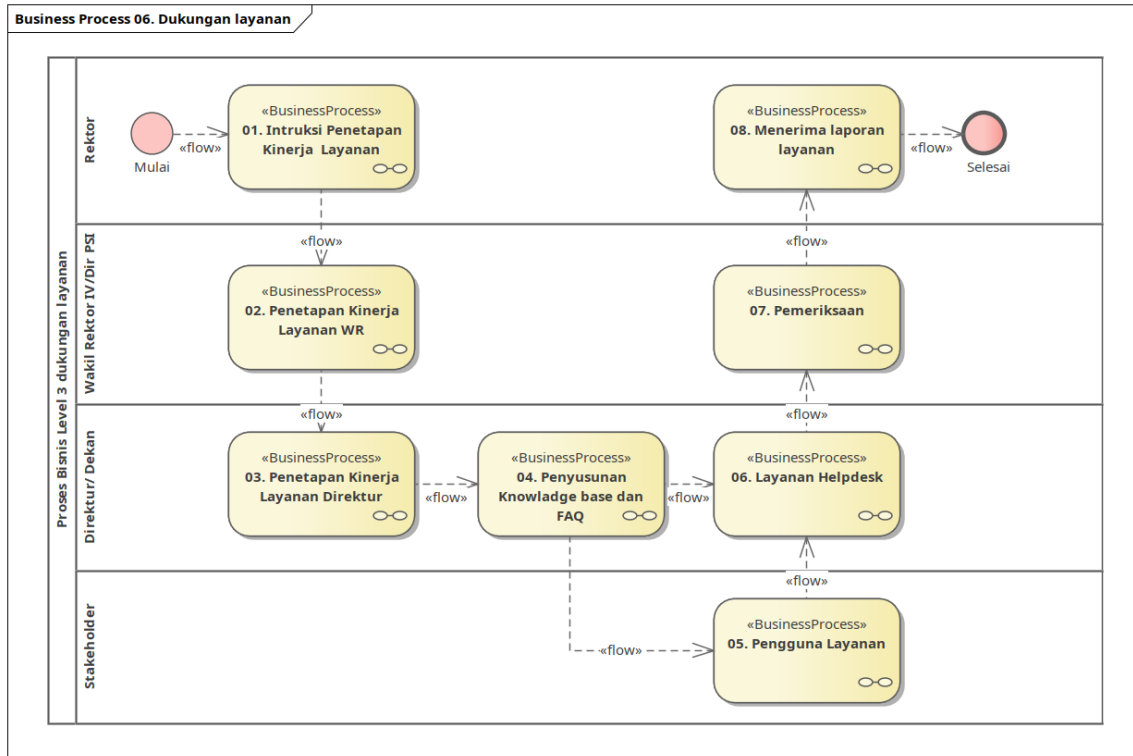 Business Process 06. Dukungan layanan
Proses Bisnis Level 3 dukungan layanan
Rektor
Mulai
«flow»
«BusinessProcess»
01. Intruksi Penetapan
Kinerja Layanan
«BusinessProcess»
08. Menerima laporan
layanan
«flow»
Selesai
«flow»
«flow»
Wakil Rektor IV/Dir PSI
«BusinessProcess»
02. Penetapan Kinerja
Layanan WR
«BusinessProcess»
07. Pemeriksaan
«flow»
«flow»
Direktur/ Dekan
«BusinessProcess»
03. Penetapan Kinerja
Layanan Direktur
«flow»
«BusinessProcess»
04. Penyusunan
Knowladge base dan
FAQ
«flow»
«BusinessProcess»
06. Layanan Helpdesk
«flow»
Stakeholder
«flow»
«BusinessProcess»
05. Pengguna Layanan